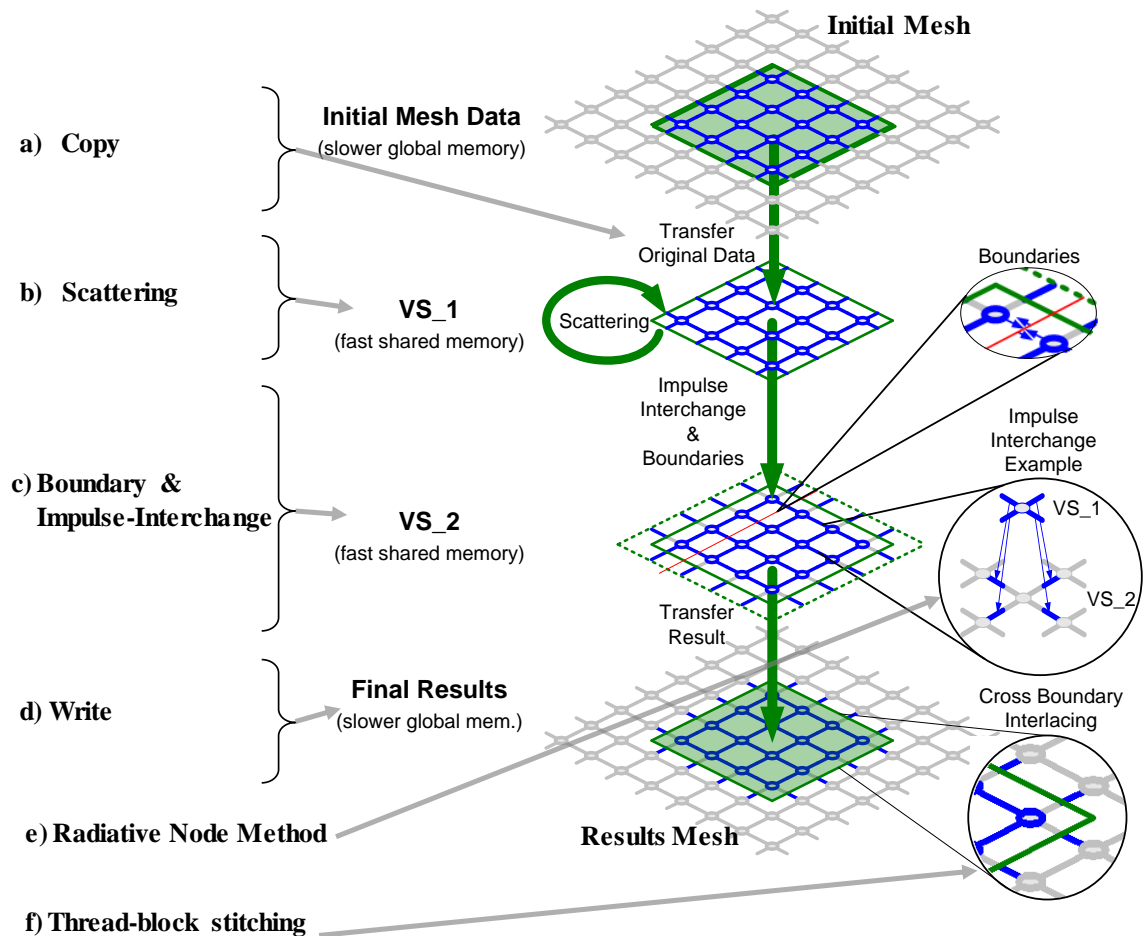 Initial Mesh
a) Copy
Initial Mesh Data
(slower global memory)
Transfer
Original Data
b) Scattering
VS_1
(fast shared memory)
Scattering
Boundaries
Impulse
Interchange
&
Boundaries
Impulse
Interchange
Example
VS_1
VS_2
c) Boundary &
Impulse-Interchange
VS_2
(fast shared memory)
Transfer
Result
d) Write
Final Results
(slower global mem.)
Cross Boundary
Interlacing
e) Radiative Node Method
Results Mesh
f) Thread-block stitching